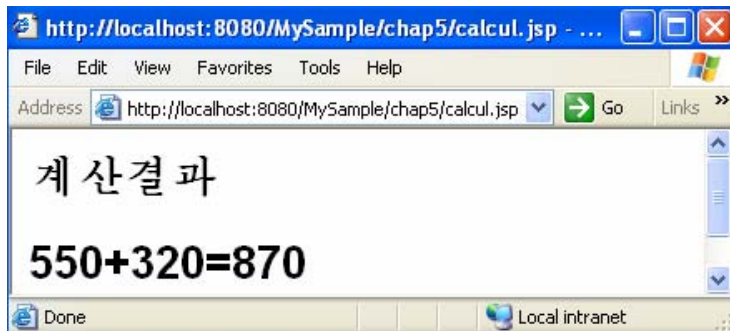 http://localhost:8080/MySample/chap5/calcul.jsp - ...
File Edit View Favorites Tools Help
Address http://localhost:8080/MySample/chap5/calcul.jsp Go Links »
계산결과
550+320=870
Done Local intranet